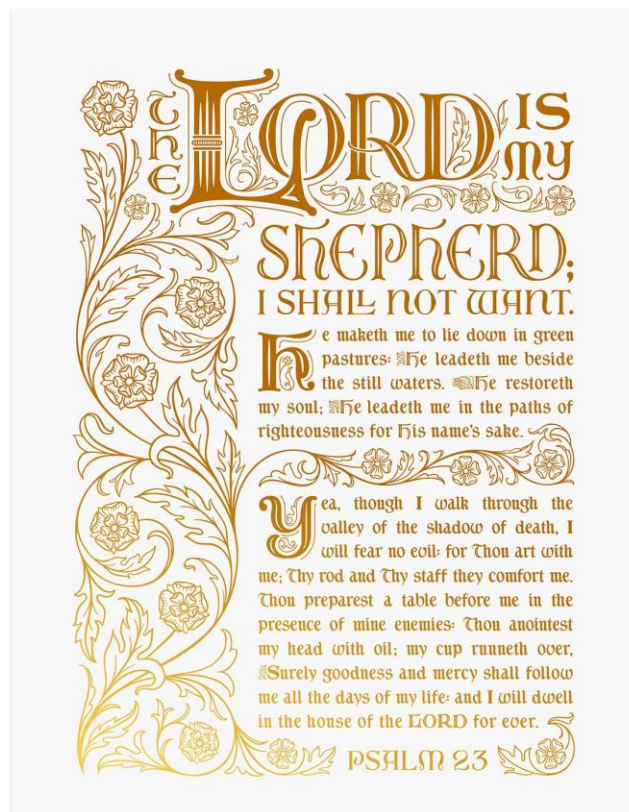 The LORD IS MY
SHEPHERD;
I SHALL NOT WANT.
He maketh me to lie down in green
pastures: He leadeth me beside
the still waters. He restoreth
my soul; He leadeth me in the paths of
righteousness for His name's sake.
Yea, though I walk through the
valley of the shadow of death, I
will fear no evil: for Thou art with
me; Thy rod and Thy staff they comfort me.
Thou preparest a table before me in the
presence of mine enemies: Thou anointest
my head with oil; my cup runneth over,
Surely goodness and mercy shall follow
me all the days of my life: and I will dwell
in the house of the LORD for ever.
PSALM 23